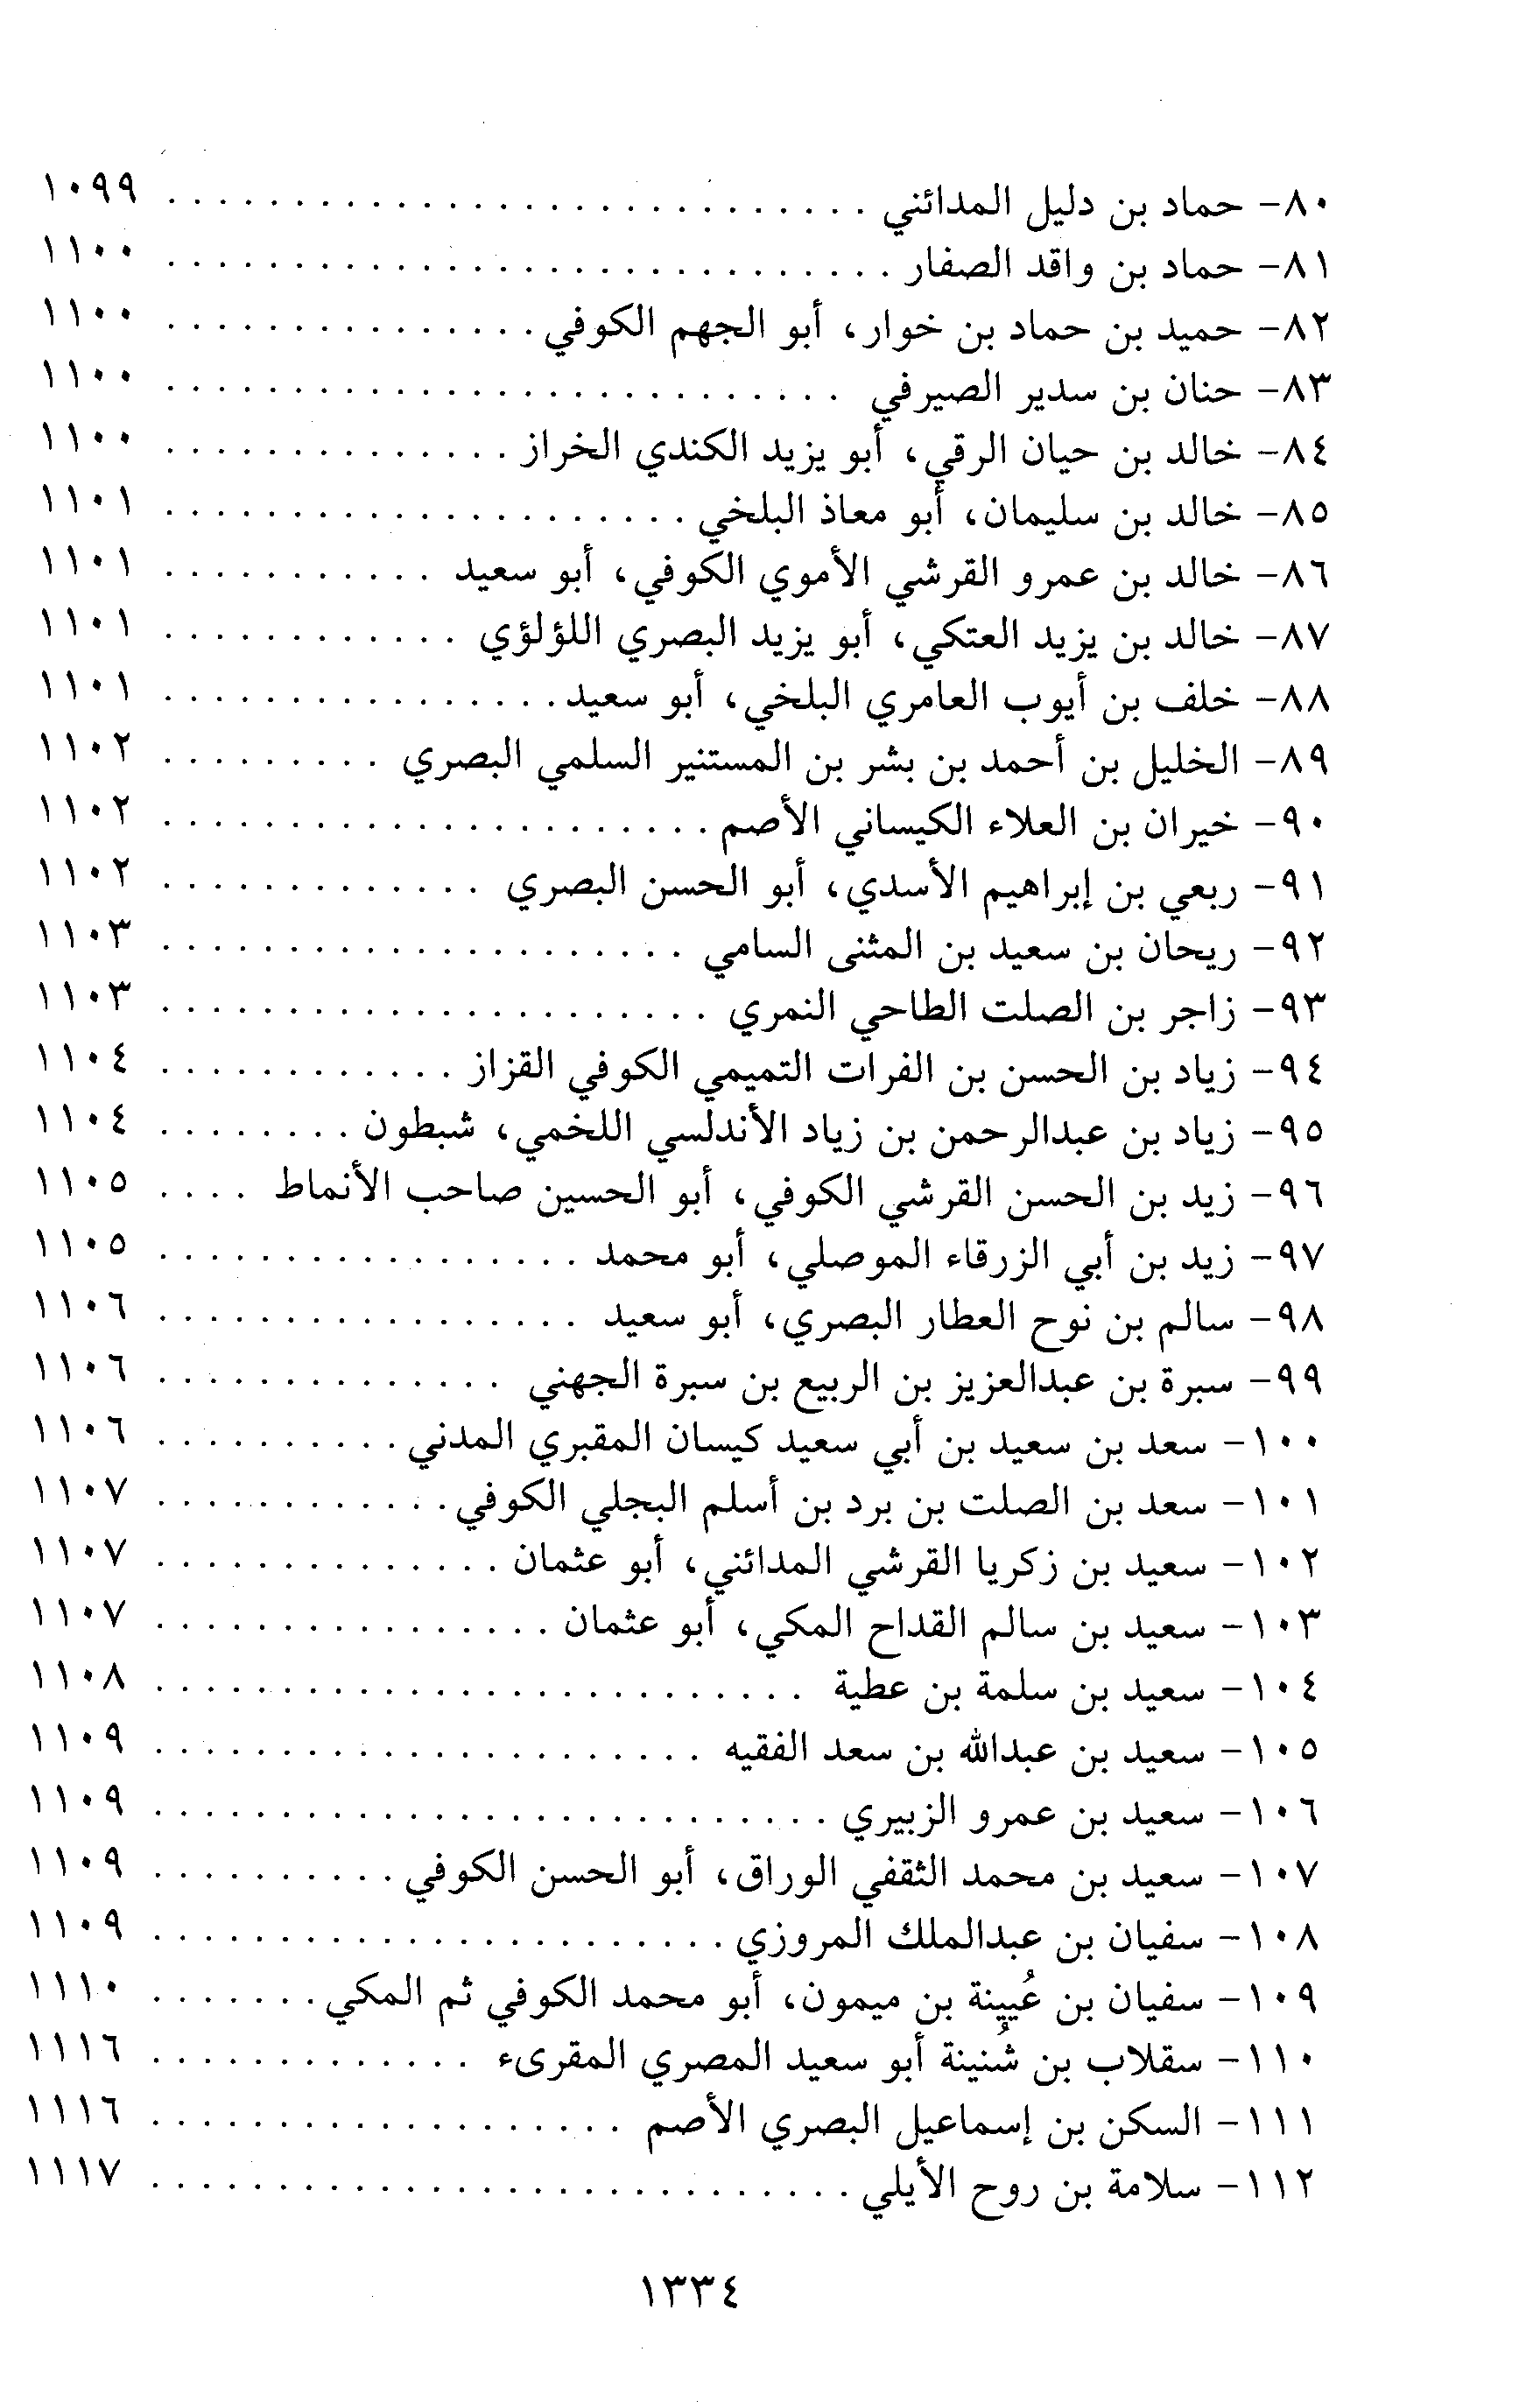 ٨٠- حماد بن دليل المدائني . . . . . . . . . . . . . . . . . . . . . . . . . . . . ١٠٩٩
٨١- حماد بن واقد الصفار . . . . . . . . . . . . . . . . . . . . . . . . . . . . . ١١٠٠
٨٢- حميد بن حماد بن خوار، أبو الجهم الكوفي . . . . . . . . . . . . . . . ١١٠٠
٨٣- حنان بن سدير الصيرفي . . . . . . . . . . . . . . . . . . . . . . . . . . . ١١٠٠
٨٤- خالد بن حيان الرقي، أبو يزيد الكندي الخراز . . . . . . . . . . . . . . ١١٠٠
٨٥- خالد بن سليمان، أبو معاذ البلخي . . . . . . . . . . . . . . . . . . . . . ١١٠١
٨٦- خالد بن عمرو القرشي الأموي الكوفي، أبو سعيد . . . . . . . . . . . ١١٠١
٨٧- خالد بن يزيد العتكي، أبو يزيد البصري اللؤلؤي . . . . . . . . . . . . ١١٠١
٨٨- خلف بن أيوب العامري البلخي، أبو سعيد . . . . . . . . . . . . . . . . ١١٠١
٨٩- الخليل بن أحمد بن بشر بن المستنير السلمي البصري . . . . . . . . . ١١٠٢
٩٠- خيران بن العلاء الكيساني الأصم . . . . . . . . . . . . . . . . . . . . . . ١١٠٢
٩١- ربعي بن إبراهيم الأسدي، أبو الحسن البصري . . . . . . . . . . . . . ١١٠٢
٩٢- ريحان بن سعيد بن المثنى السامي . . . . . . . . . . . . . . . . . . . . . ١١٠٣
٩٣- زاجر بن الصلت الطاحي النمري . . . . . . . . . . . . . . . . . . . . . . ١١٠٣
٩٤- زياد بن الحسن بن الفرات التميمي الكوفي القزاز . . . . . . . . . . . . ١١٠٤
٩٥- زياد بن عبدالرحمن بن زياد الأندلسي اللخمي، شبطون . . . . . . . . ١١٠٤
٩٦- زيد بن الحسن القرشي الكوفي، أبو الحسين صاحب الأنماط . . . . ١١٠٥
٩٧- زيد بن أبي الزرقاء الموصلي، أبو محمد . . . . . . . . . . . . . . . . . ١١٠٥
٩٨- سالم بن نوح العطار البصري، أبو سعيد . . . . . . . . . . . . . . . . . ١١٠٦
٩٩- سبرة بن عبدالعزيز بن الربيع بن سبرة الجهني . . . . . . . . . . . . . . ١١٠٦
١٠٠- سعد بن سعيد بن أبي سعيد كيسان المقبري المدني . . . . . . . . . . ١١٠٦
١٠١- سعد بن الصلت بن برد بن أسلم البجلي الكوفي . . . . . . . . . . . . ١١٠٧
١٠٢- سعيد بن زكريا القرشي المدائني، أبو عثمان . . . . . . . . . . . . . . ١١٠٧
١٠٣- سعيد بن سالم القداح المكي، أبو عثمان . . . . . . . . . . . . . . . . ١١٠٧
١٠٤- سعيد بن سلمة بن عطية . . . . . . . . . . . . . . . . . . . . . . . . . . ١١٠٨
١٠٥- سعيد بن عبدالله بن سعد الفقيه . . . . . . . . . . . . . . . . . . . . . . ١١٠٩
١٠٦- سعيد بن عمرو الزبيري . . . . . . . . . . . . . . . . . . . . . . . . . . . ١١٠٩
١٠٧- سعيد بن محمد الثقفي الوراق، أبو الحسن الكوفي . . . . . . . . . . ١١٠٩
١٠٨- سفيان بن عبدالملك المروزي . . . . . . . . . . . . . . . . . . . . . . . ١١٠٩
١٠٩- سفيان بن عُيينة بن ميمون، أبو محمد الكوفي ثم المكي . . . . . . . ١١١٠
١١٠- سقلاب بن شُنينة أبو سعيد المصري المقرىء . . . . . . . . . . . . . ١١١٦
١١١- السكن بن إسماعيل البصري الأصم . . . . . . . . . . . . . . . . . . . ١١١٦
١١٢- سلامة بن روح الأيلي . . . . . . . . . . . . . . . . . . . . . . . . . . . . ١١١٧
١٣٣٤